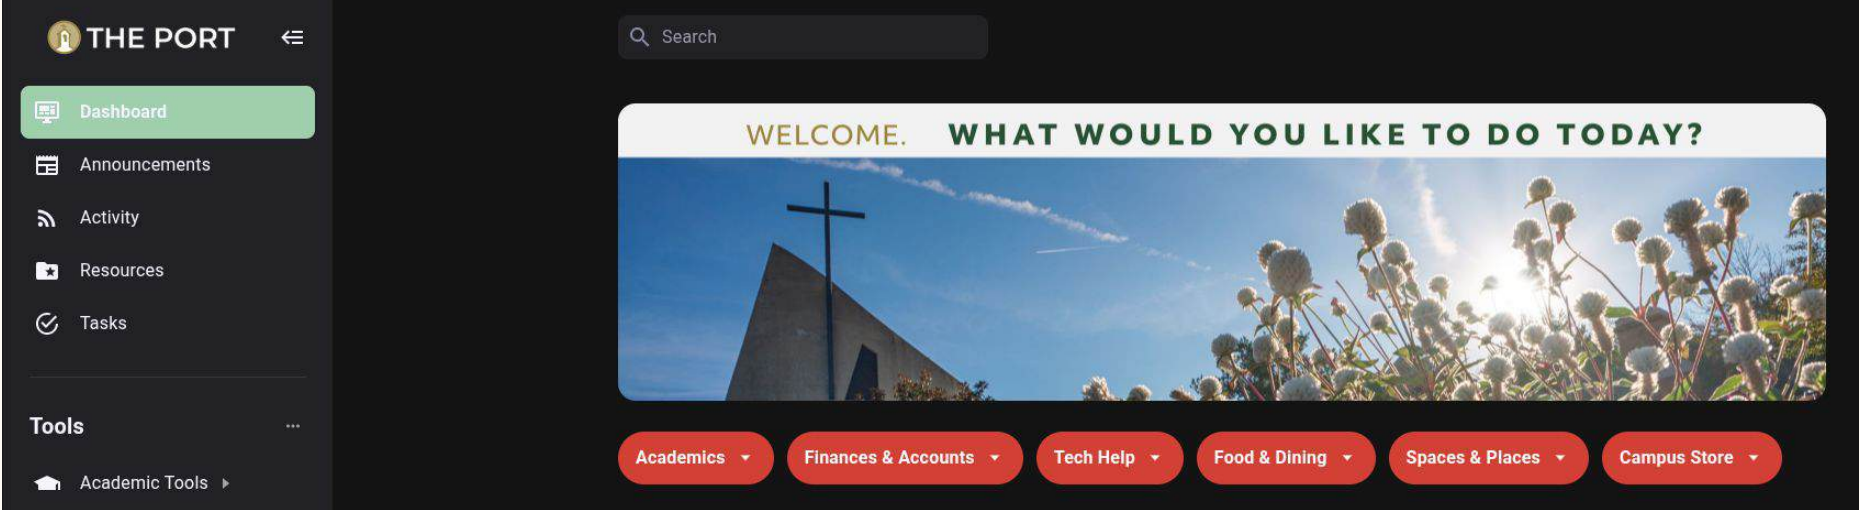 THE PORT
Dashboard
Announcements
Activity
Resources
Tasks
Tools
Academic Tools
Search
WELCOME. WHAT WOULD YOU LIKE TO DO TODAY?
Academics
Finances & Accounts
Tech Help
Food & Dining
Spaces & Places
Campus Store